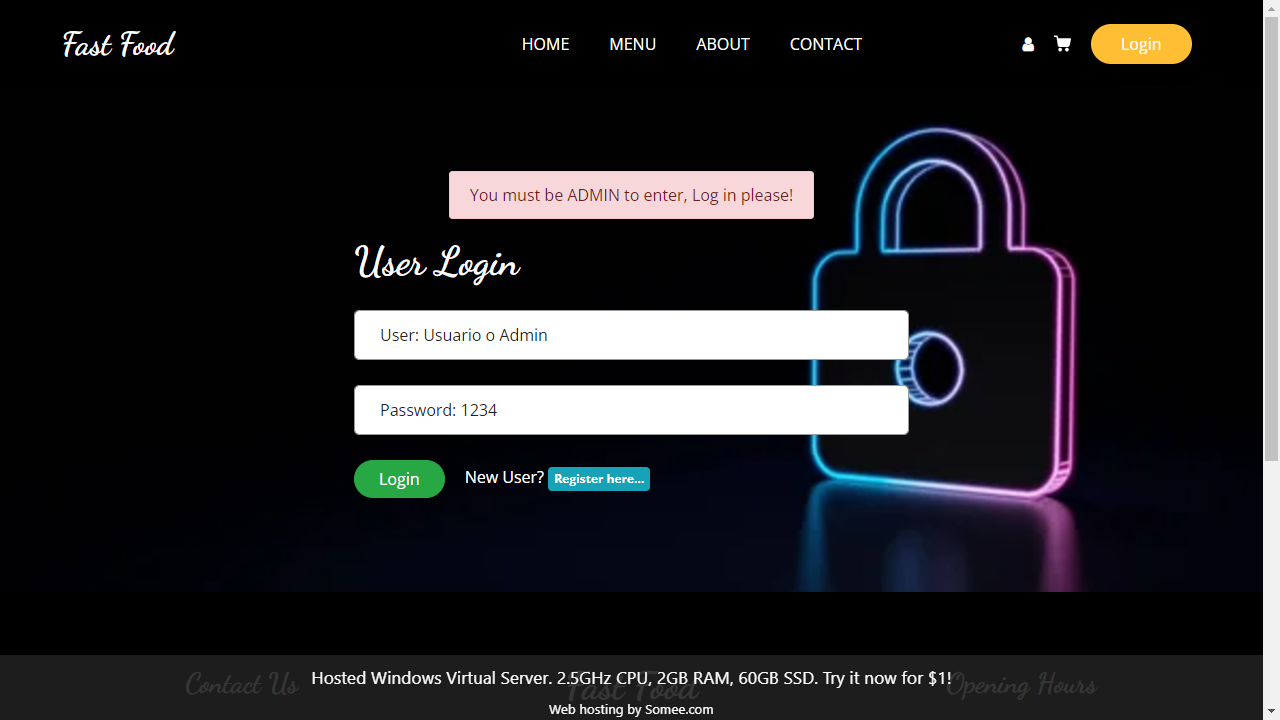 Fast Food
HOME
MENU
ABOUT
CONTACT
Login
You must be ADMIN to enter, Log in please!
User Login
User: Usuario o Admin
Password: 1234
Login
New User? Register here...
Contact Us
Fast Food
Opening Hours
Hosted Windows Virtual Server. 2.5GHz CPU, 2GB RAM, 60GB SSD. Try it now for $1!
Web hosting by Somee.com